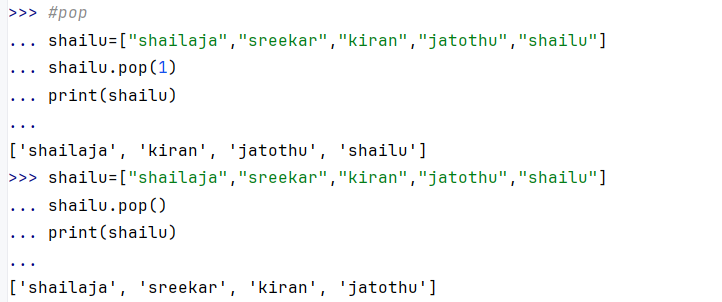 >>> #pop
... shailu=["shailaja","sreekar","kiran","jatothu","shailu"]
... shailu.pop(1)
... print(shailu)
...
['shailaja', 'kiran', 'jatothu', 'shailu']
>>> shailu=["shailaja","sreekar","kiran","jatothu","shailu"]
... shailu.pop()
... print(shailu)
...
['shailaja', 'sreekar', 'kiran', 'jatothu']